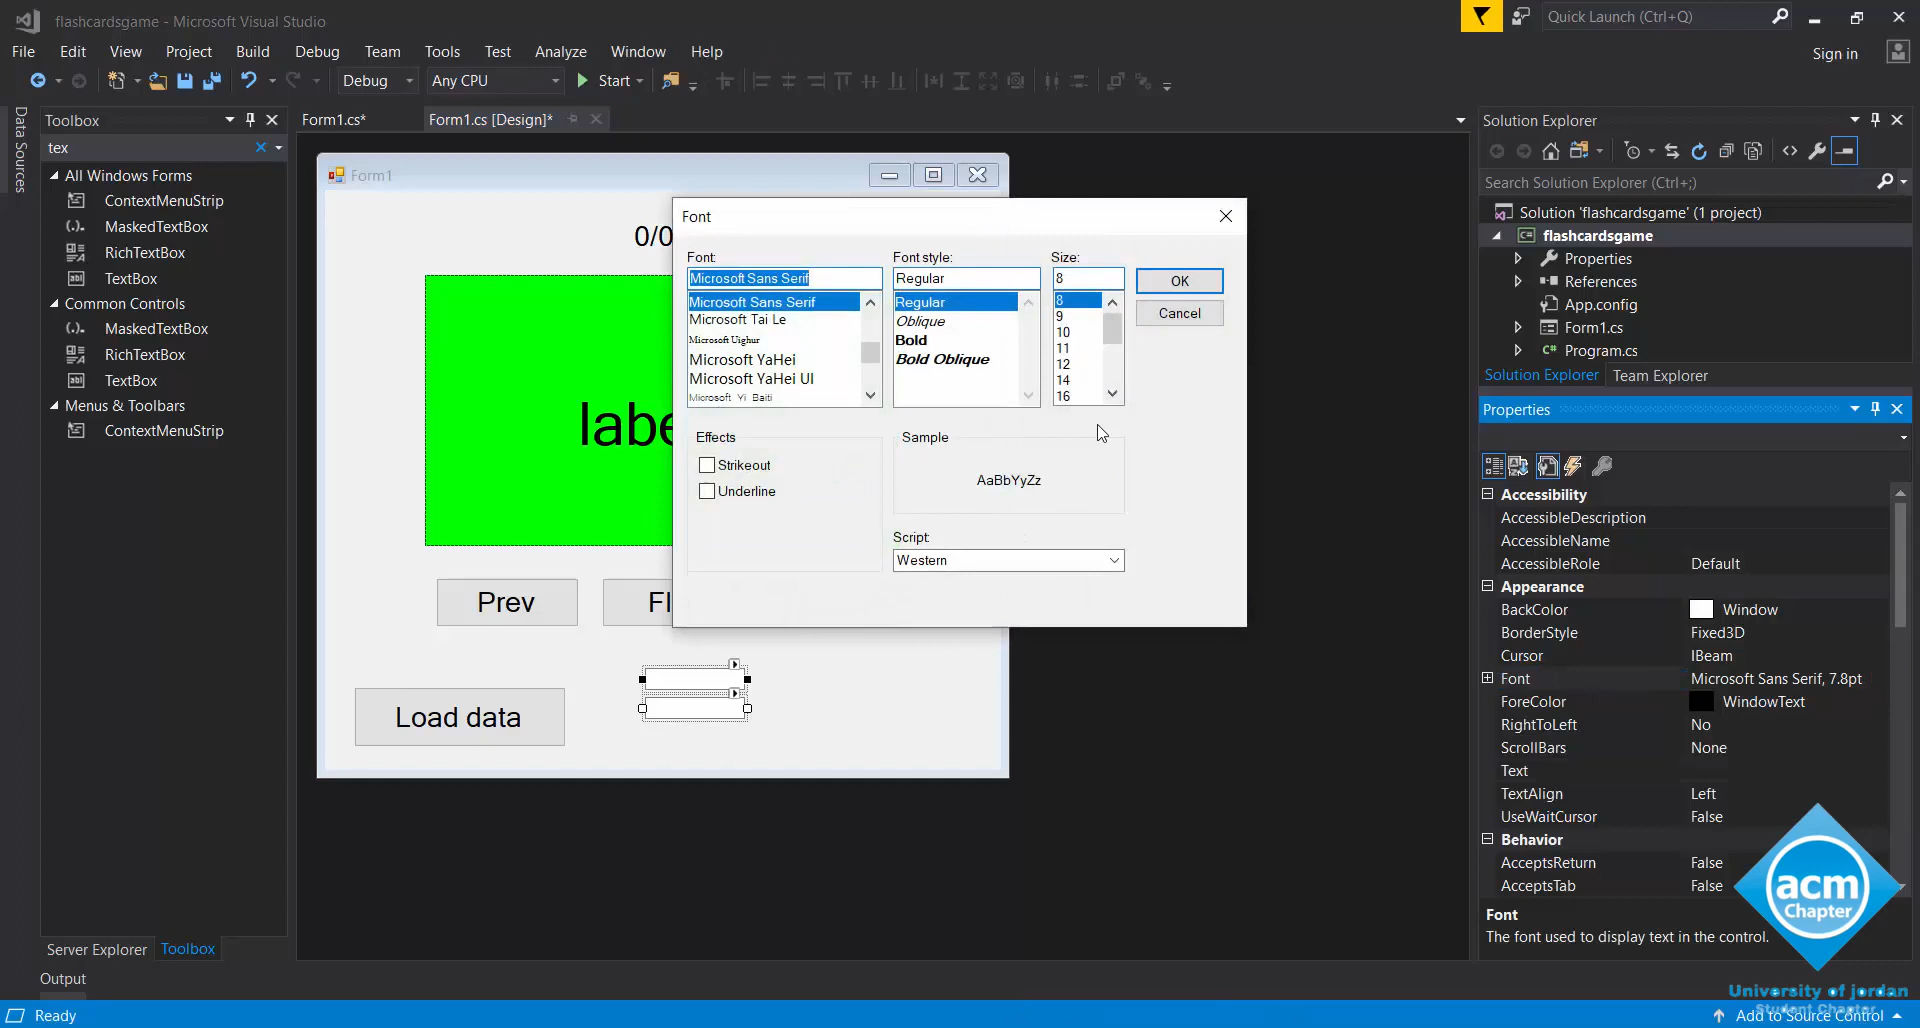 flashcardsgame - Microsoft Visual Studio
Quick Launch (Ctrl+Q)
File Edit View Project Build Debug Team Tools Test Analyze Window Help
Sign in
Debug Any CPU Start
Data Sources
Toolbox
tex
All Windows Forms
ContextMenuStrip
MaskedTextBox
RichTextBox
TextBox
Common Controls
MaskedTextBox
RichTextBox
TextBox
Menus & Toolbars
ContextMenuStrip
Server Explorer Toolbox
Output
Ready
Form1.cs* Form1.cs [Design]*
Form1
0/0
labe
Prev
Fl
Load data
Font
Font: Font style: Size:
Microsoft Sans Serif Regular 8
OK
Cancel
Microsoft Sans Serif
Microsoft Tai Le
Microsoft Uighur
Microsoft YaHei
Microsoft YaHei UI
Microsoft Yi Baiti
Regular
Oblique
Bold
Bold Oblique
8
9
10
11
12
14
16
Effects
Strikeout
Underline
Sample
AaBbYyZz
Script:
Western
Solution Explorer
Search Solution Explorer (Ctrl+;)
Solution 'flashcardsgame' (1 project)
flashcardsgame
Properties
References
App.config
Form1.cs
Program.cs
Solution Explorer Team Explorer
Properties
Accessibility
AccessibleDescription
AccessibleName
AccessibleRole Default
Appearance
BackColor Window
BorderStyle Fixed3D
Cursor IBeam
Font Microsoft Sans Serif, 7.8pt
ForeColor WindowText
RightToLeft No
ScrollBars None
Text
TextAlign Left
UseWaitCursor False
Behavior
AcceptsReturn False
AcceptsTab False
Font
The font used to display text in the control.
acm
Chapter
University of jordan
Student Chapter
Add to Source Control